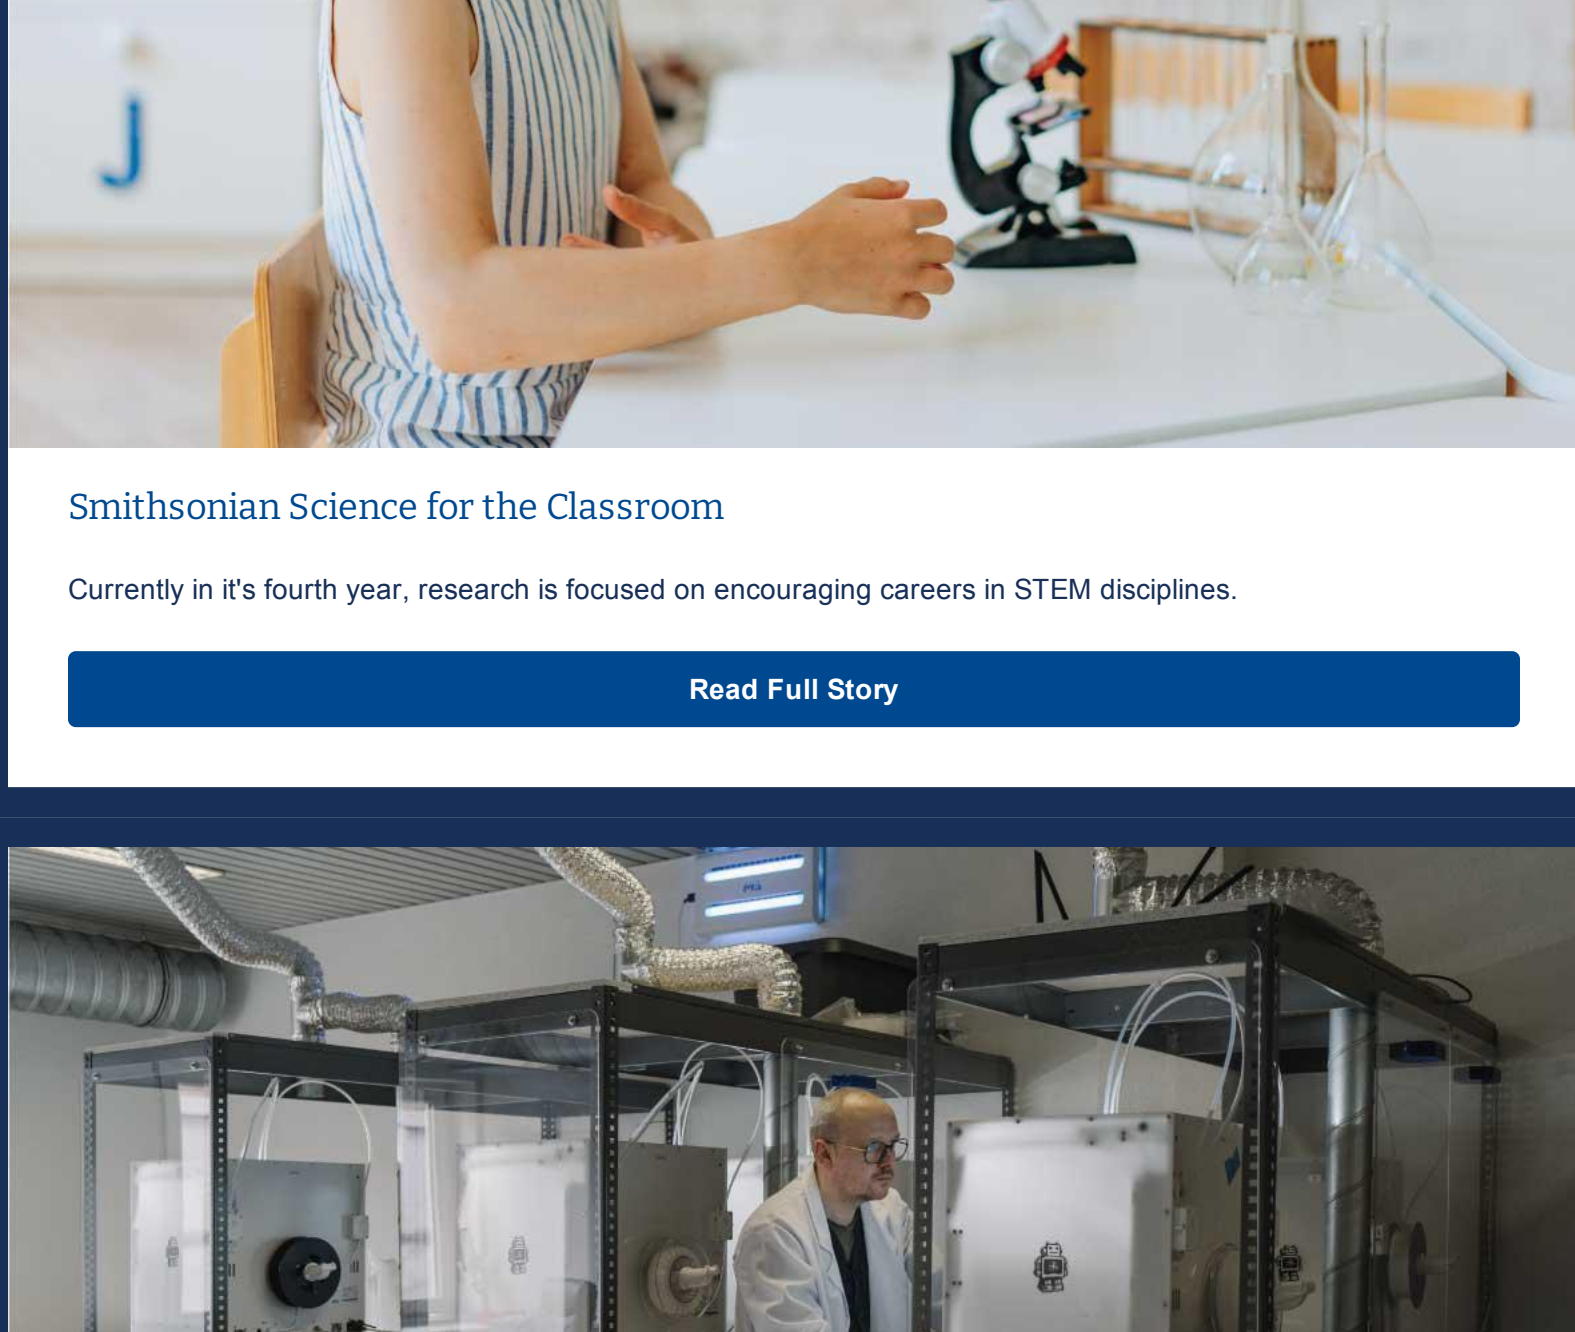 J
Smithsonian Science for the Classroom
Currently in it's fourth year, research is focused on encouraging careers in STEM disciplines.
Read Full Story